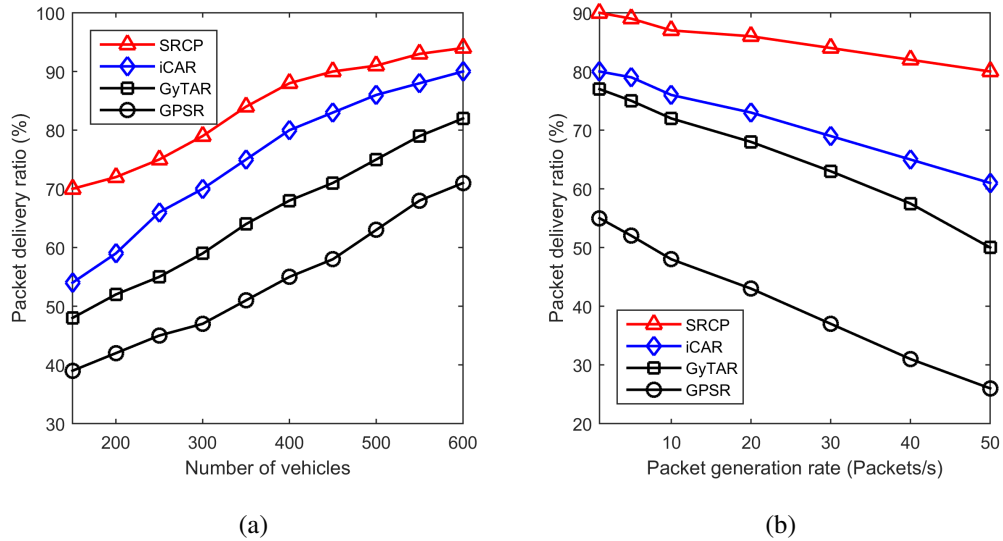 100
90
80
70
60
50
40
30
200
300
400
500
600
Packet delivery ratio (%)
Number of vehicles
SRCP
iCAR
GyTAR
GPSR
(a)
90
80
70
60
50
40
30
20
10
20
30
40
50
Packet delivery ratio (%)
Packet generation rate (Packets/s)
SRCP
iCAR
GyTAR
GPSR
(b)